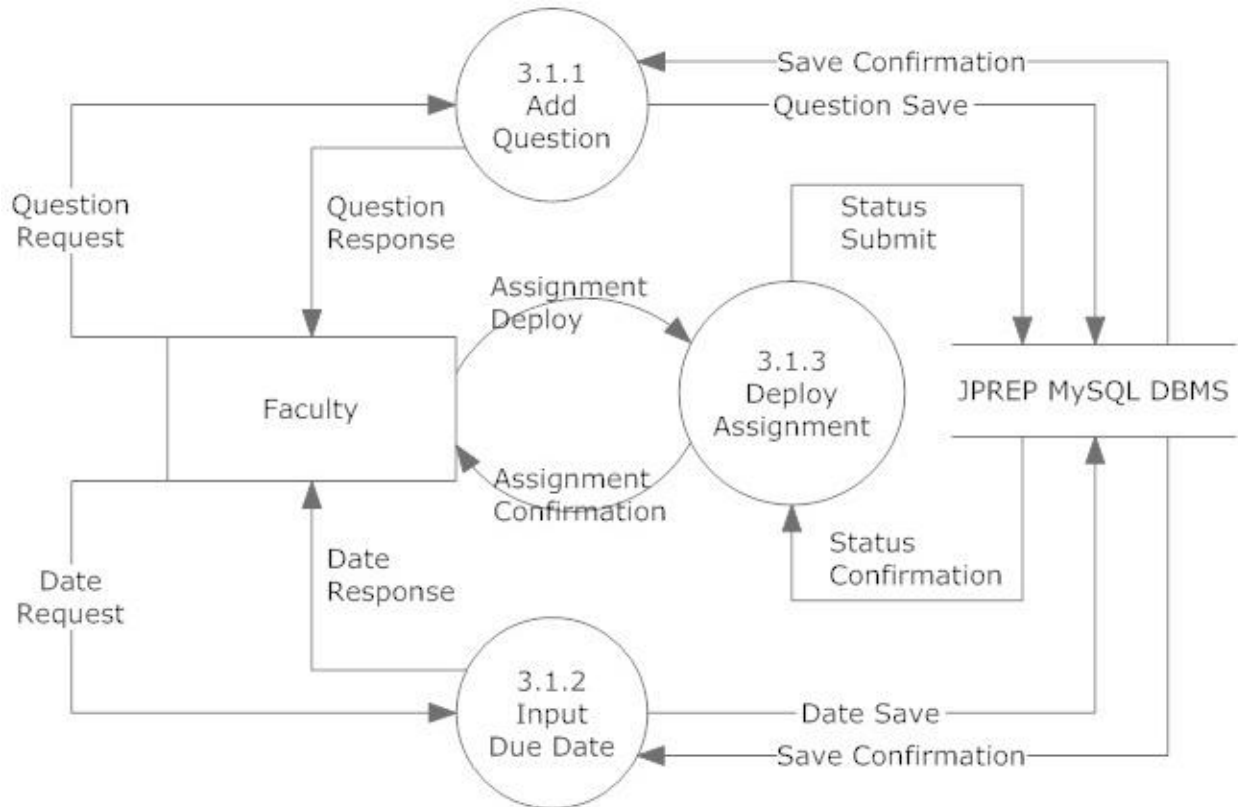 3.1.1
Add
Question
Save Confirmation
Question Save
Question
Request
Question
Response
Status
Submit
Assignment
Deploy
3.1.3
Deploy
Assignment
Faculty
JPREP MySQL DBMS
Assignment
Confirmation
Status
Confirmation
Date
Response
Date
Request
3.1.2
Input
Due Date
Date Save
Save Confirmation